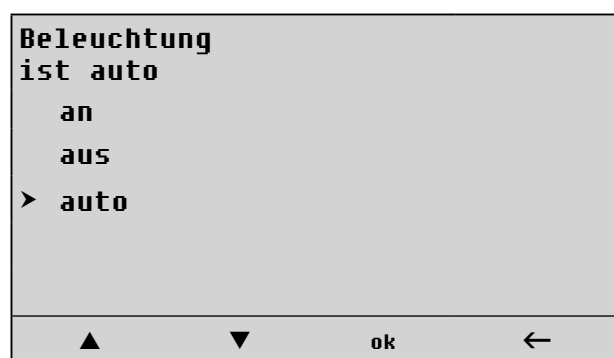 Beleuchtung
ist auto
an
aus
➤ auto
▲ ▼ ok ←